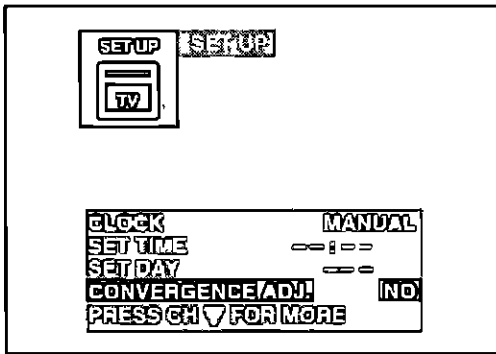 SET UP SET UP
TV
CLOCK MANUAL
SET TIME --:--
SET DAY ---
CONVERGENCE ADJ. NO
PRESS CH ▽ FOR MORE